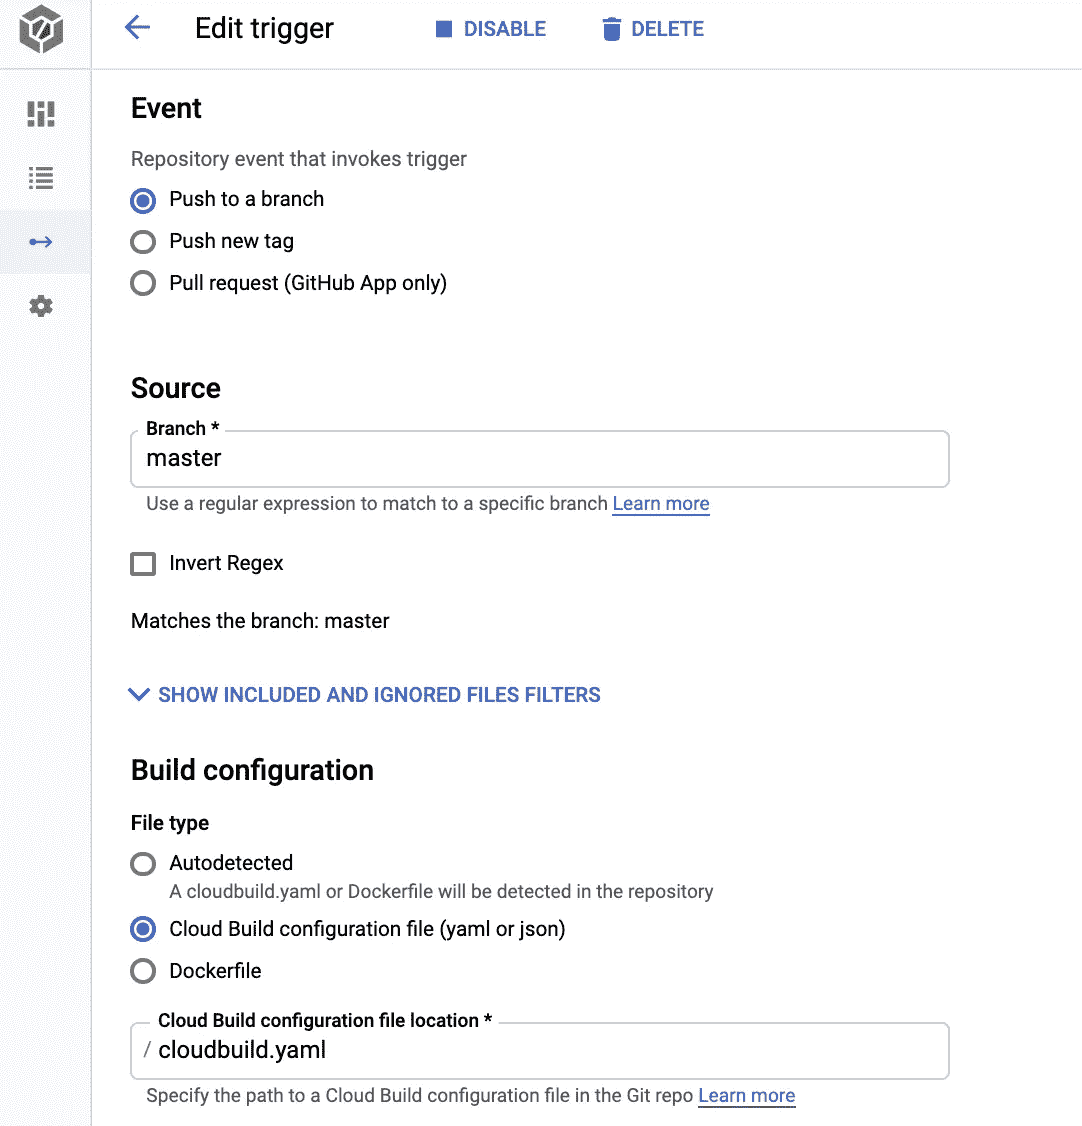 Edit trigger
DISABLE
DELETE
Event
Repository event that invokes trigger
Push to a branch
Push new tag
Pull request (GitHub App only)
Source
Branch *
master
Use a regular expression to match to a specific branch Learn more
Invert Regex
Matches the branch: master
SHOW INCLUDED AND IGNORED FILES FILTERS
Build configuration
File type
Autodetected
A cloudbuild.yaml or Dockerfile will be detected in the repository
Cloud Build configuration file (yaml or json)
Dockerfile
Cloud Build configuration file location *
/ cloudbuild.yaml
Specify the path to a Cloud Build configuration file in the Git repo Learn more